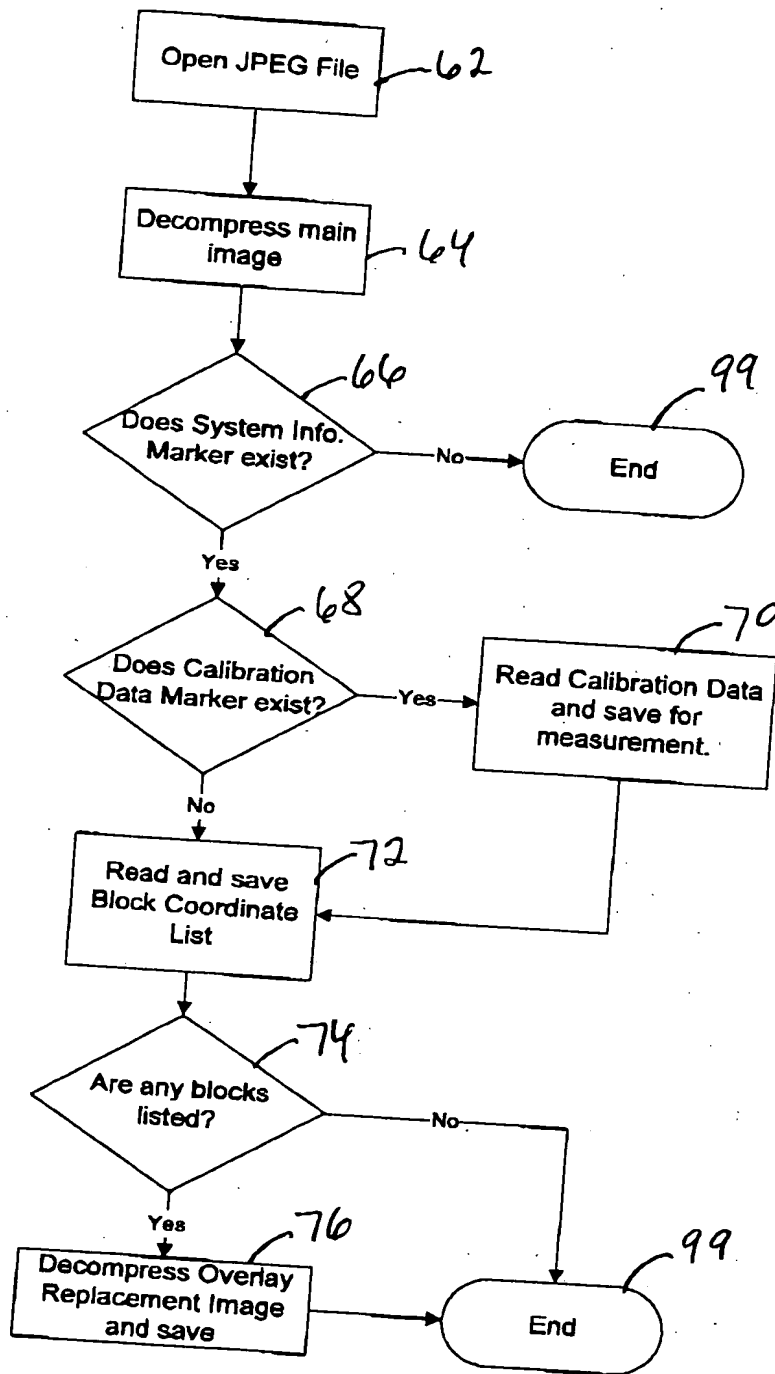 Open JPEG File
62
Decompress main
image
64
66
Does System Info.
Marker exist?
No
99
End
Yes
68
Does Calibration
Data Marker exist?
Yes
70
Read Calibration Data
and save for
measurement.
No
72
Read and save
Block Coordinate
List
74
Are any blocks
listed?
No
Yes
76
Decompress Overlay
Replacement Image
and save
99
End